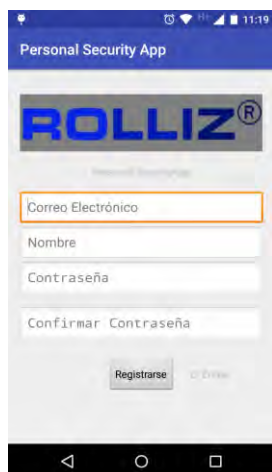 H+ 11:19
Personal Security App
ROLLIZ®
Correo Electrónico
Nombre
Contraseña
Confirmar Contraseña
Registrarse